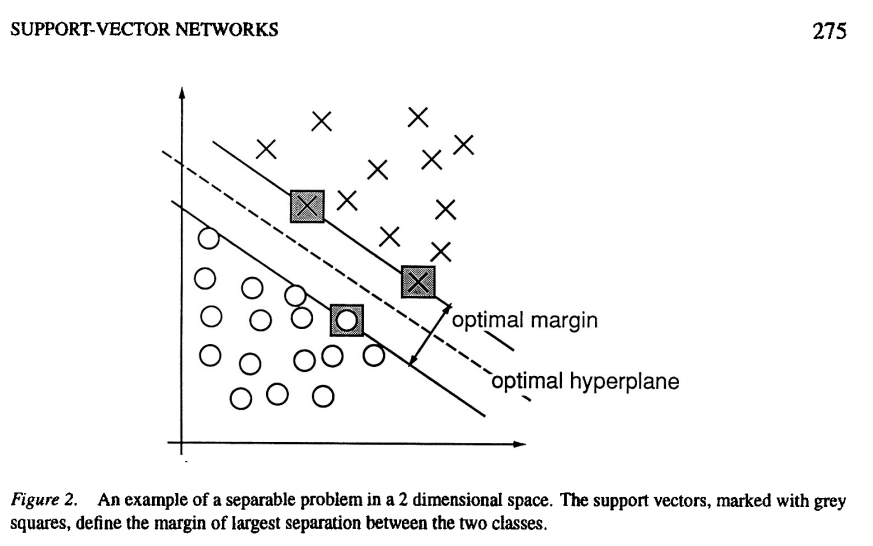 SUPPORT-VECTOR NETWORKS 275
optimal margin
optimal hyperplane
Figure 2. An example of a separable problem in a 2 dimensional space. The support vectors, marked with grey
squares, define the margin of largest separation between the two classes.